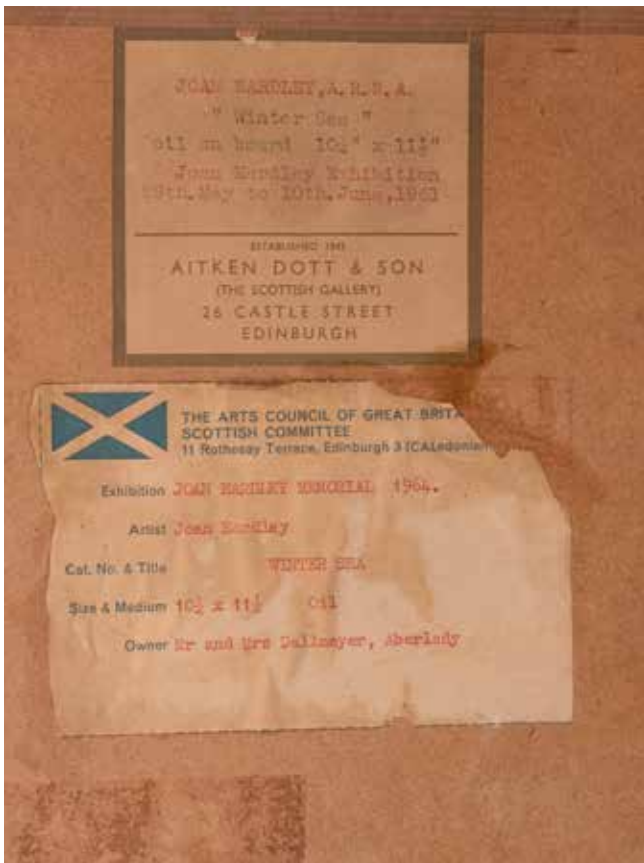 JOAN EARDLEY, A.R.S.A.
" Winter Sea "
oil on board 10¼" x 11½"
Joan Eardley Exhibition
29th. May to 10th. June, 1961
ESTABLISHED 1842
AITKEN DOTT & SON
(THE SCOTTISH GALLERY)
26 CASTLE STREET
EDINBURGH
THE ARTS COUNCIL OF GREAT BRITA
SCOTTISH COMMITTEE
11 Rothesay Terrace, Edinburgh 3 (CALedonian
Exhibition JOAN EARDLEY MEMORIAL 1964.
Artist Joan Eardley
Cat. No. & Title WINTER SEA
Size & Medium 10½ x 11½ Oil
Owner Mr and Mrs Dallmeyer, Aberlady